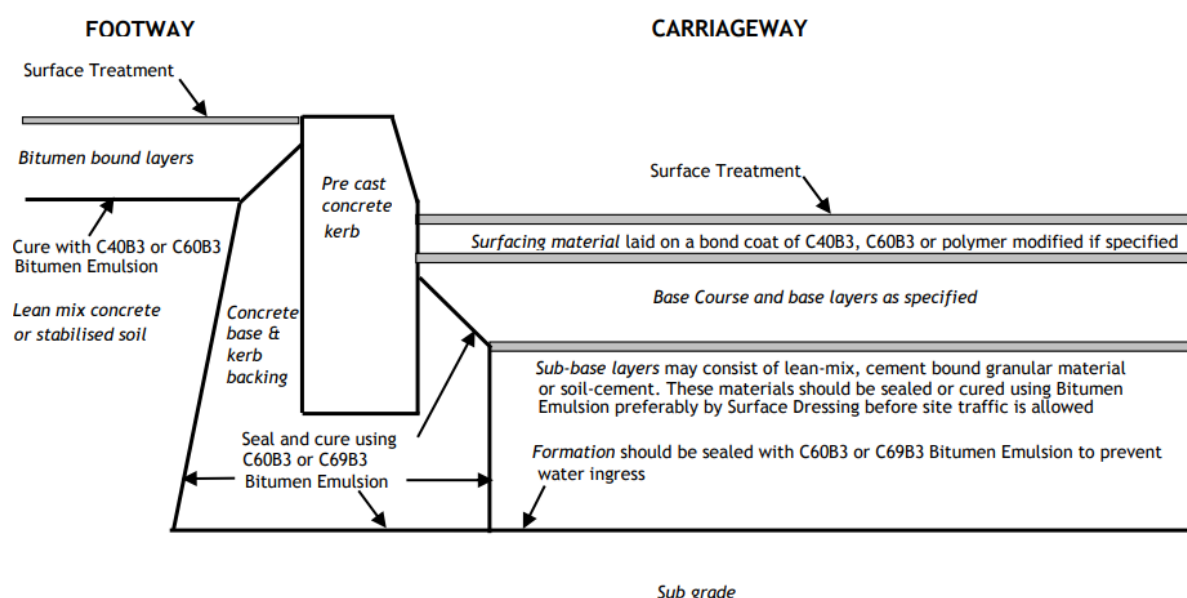 FOOTWAY
CARRIAGEWAY
Surface Treatment
Bitumen bound layers
Pre cast
concrete
kerb
Surface Treatment
Cure with C40B3 or C60B3
Bitumen Emulsion
Surfacing material laid on a bond coat of C40B3, C60B3 or polymer modified if specified
Lean mix concrete
or stabilised soil
Concrete
base &
kerb
backing
Base Course and base layers as specified
Sub-base layers may consist of lean-mix, cement bound granular material
or soil-cement. These materials should be sealed or cured using Bitumen
Emulsion preferably by Surface Dressing before site traffic is allowed
Seal and cure using
C60B3 or C69B3
Bitumen Emulsion
Formation should be sealed with C60B3 or C69B3 Bitumen Emulsion to prevent
water ingress
Sub grade